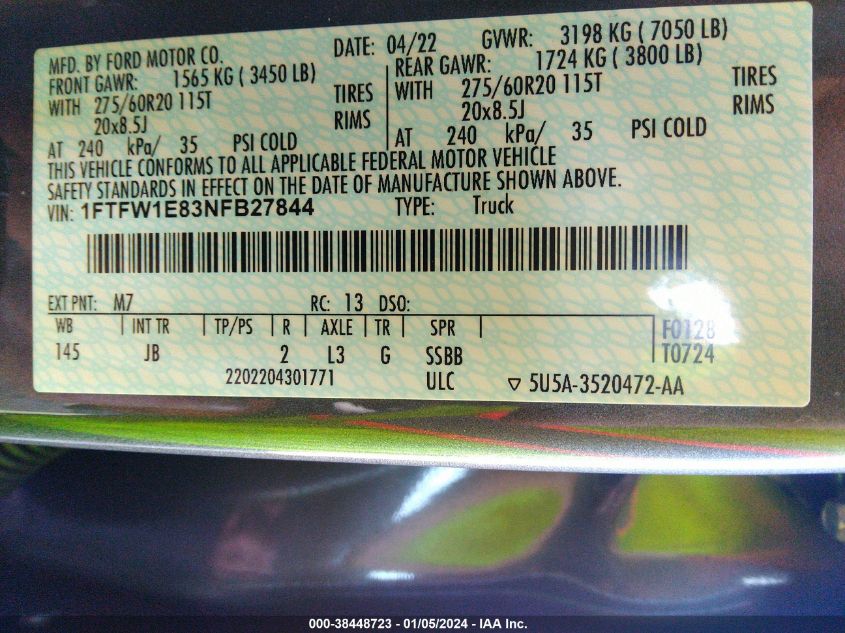 MFD. BY FORD MOTOR CO. DATE: 04/22 GVWR: 3198 KG ( 7050 LB)
FRONT GAWR: 1565 KG ( 3450 LB) REAR GAWR: 1724 KG ( 3800 LB)
WITH 275/60R20 115T TIRES WITH 275/60R20 115T TIRES
20x8.5J RIMS 20x8.5J RIMS
AT 240 kPa/ 35 PSI COLD AT 240 kPa/ 35 PSI COLD
THIS VEHICLE CONFORMS TO ALL APPLICABLE FEDERAL MOTOR VEHICLE
SAFETY STANDARDS IN EFFECT ON THE DATE OF MANUFACTURE SHOWN ABOVE.
VIN: 1FTFW1E83NFB27844 TYPE: Truck
EXT PNT: M7 RC: 13 DSO:
WB INT TR TP/PS R AXLE TR SPR F0128
145 JB 2 L3 G SSBB T0724
2202204301771 ULC ▽ 5U5A-3520472-AA
000-38448723 - 01/05/2024 - IAA Inc.